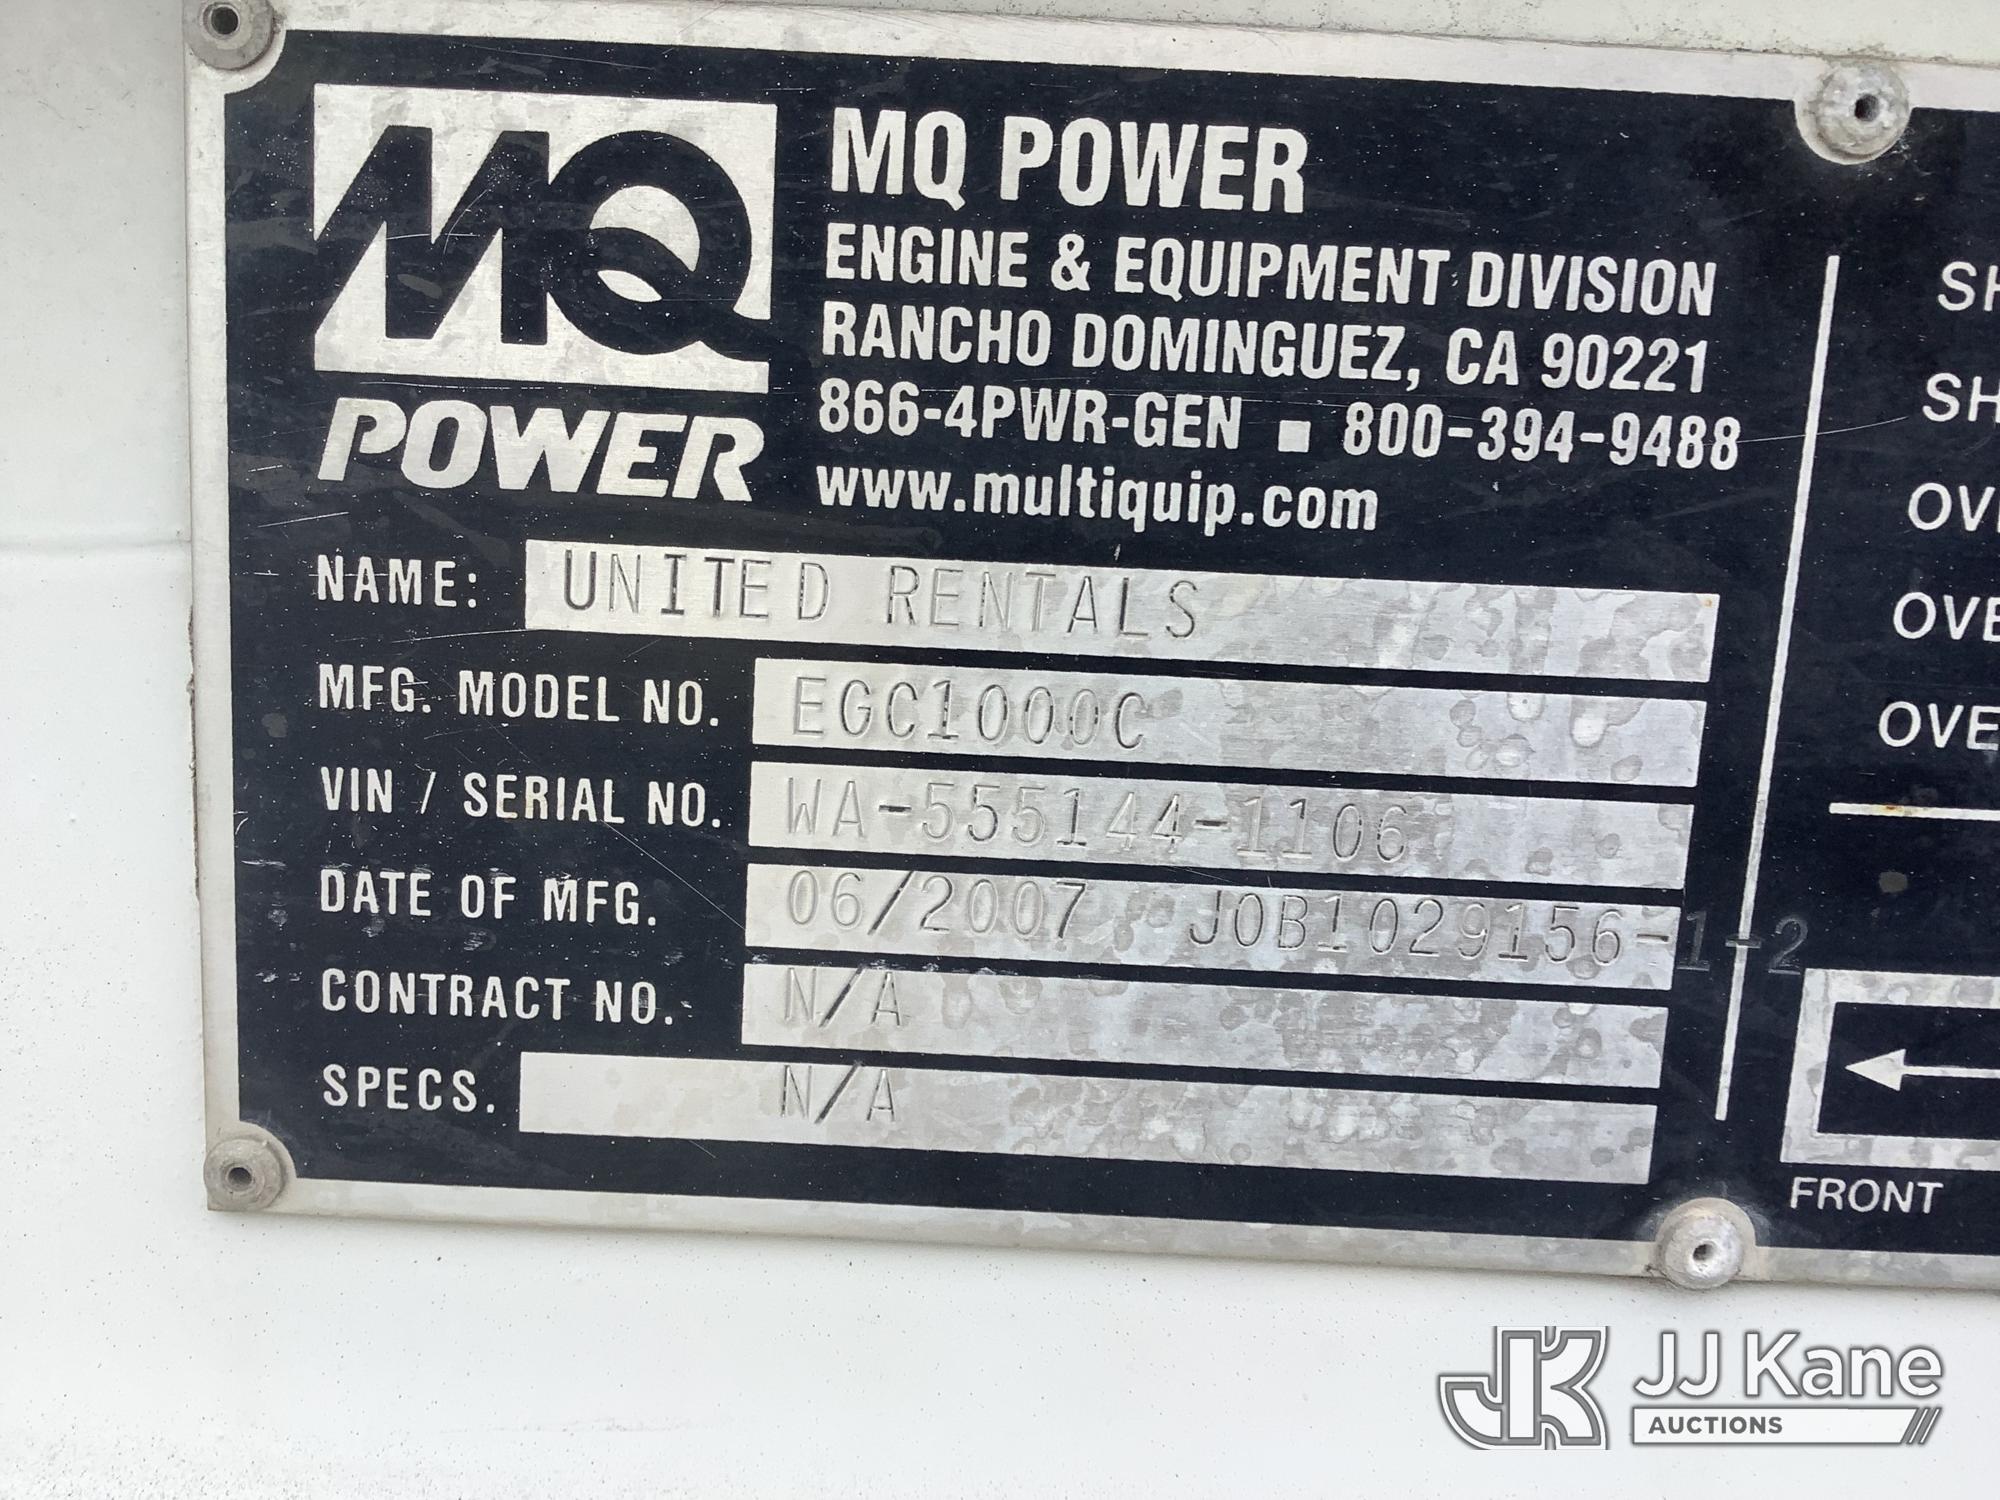 MQ POWER
MQ POWER
ENGINE & EQUIPMENT DIVISION
RANCHO DOMINGUEZ, CA 90221
866-4PWR-GEN ■ 800-394-9488
www.multiquip.com
NAME: UNITED RENTALS
MFG. MODEL NO. EGC1000C
VIN / SERIAL NO. WA-555144-1106
DATE OF MFG. 06/2007 JOB1029156-1-2
CONTRACT NO. N/A
SPECS. N/A
SH
SH
OV
OVE
OVE
FRONT
JK JJ Kane
AUCTIONS